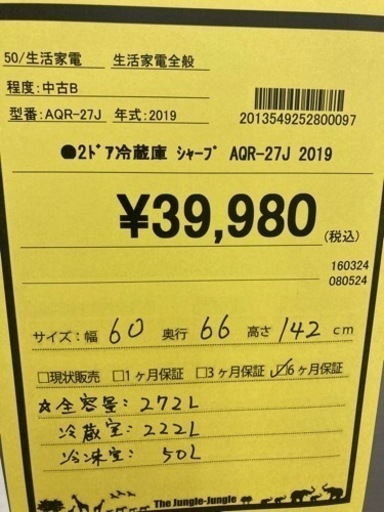 50/生活家電 生活家電全般
程度:中古B
型番:AQR-27J 年式:2019
2013549252800097
●2ﾄﾞｱ冷蔵庫 ｼｬｰﾌﾟ AQR-27J 2019
¥39,980(税込)
160324
080524
サイズ:幅 60 奥行 66 高さ 142 cm
□現状販売 □1ヶ月保証 □3ヶ月保証 ☑6ヶ月保証
☆全容量:272L
冷蔵室:222L
冷凍室:50L
The Jungle-Jungle